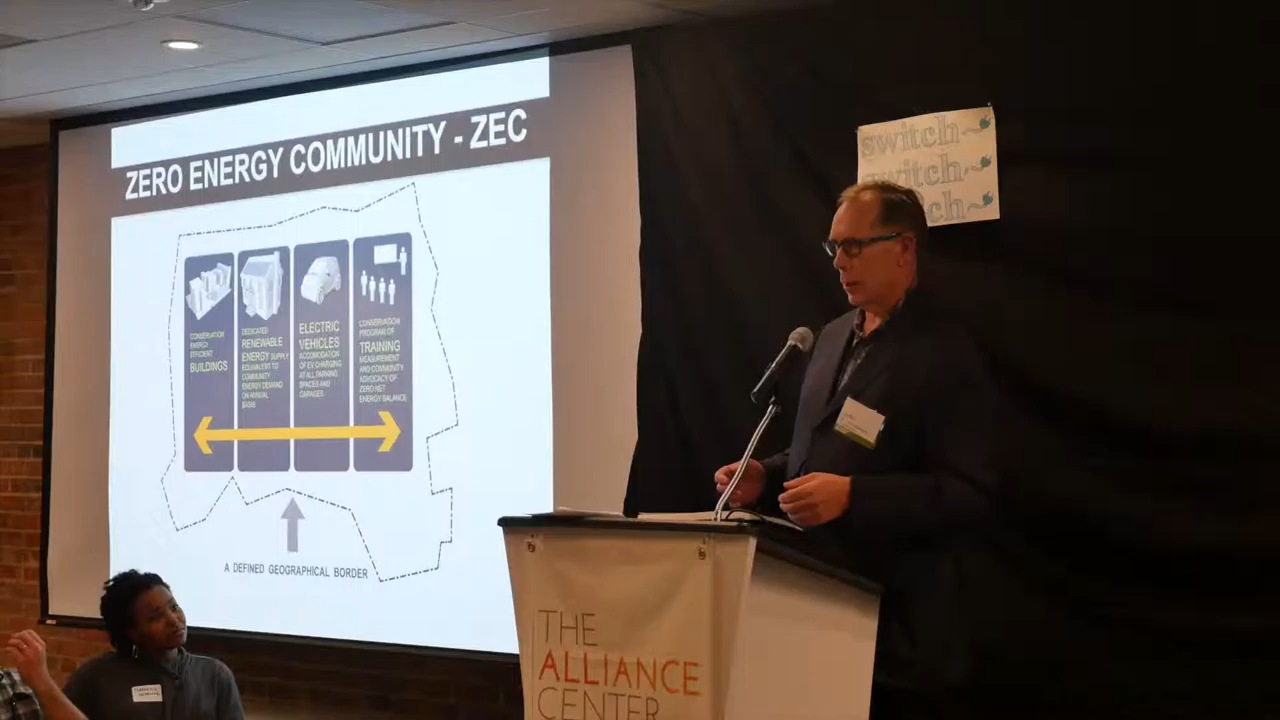 ZERO ENERGY COMMUNITY - ZEC
CONSERVATION
ENERGY
EFFICIENT
BUILDINGS
DEDICATED
RENEWABLE
ENERGY SUPPLY
EQUIVALENT TO
COMMUNITY
ENERGY DEMAND
ON ANNUAL
BASIS
ELECTRIC
VEHICLES
ACCOMODATION
OF EV CHARGING
AT ALL PARKING
SPACES AND
GARAGES
CONSERVATION
PROGRAM OF
TRAINING
MEASUREMENT
AND COMMUNITY
ADVOCACY OF
ZERO NET
ENERGY BALANCE
A DEFINED GEOGRAPHICAL BORDER
switch
switch
THE
ALLIANCE
CENTER